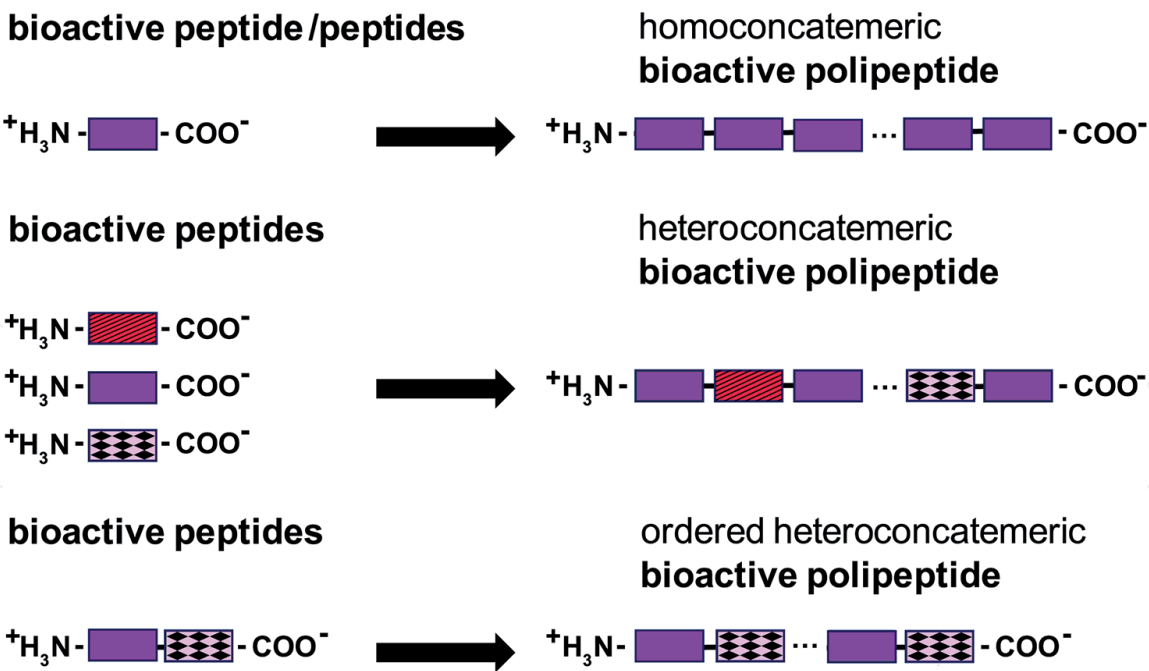 bioactive peptide/peptides
homoconcatemeric
bioactive polipeptide
⁺H₃N - - COO⁻
⁺H₃N - ... - COO⁻
bioactive peptides
heteroconcatemeric
bioactive polipeptide
⁺H₃N - - COO⁻
⁺H₃N - - COO⁻
⁺H₃N - ... - COO⁻
⁺H₃N - - COO⁻
bioactive peptides
ordered heteroconcatemeric
bioactive polipeptide
⁺H₃N - - COO⁻
⁺H₃N - ... - COO⁻